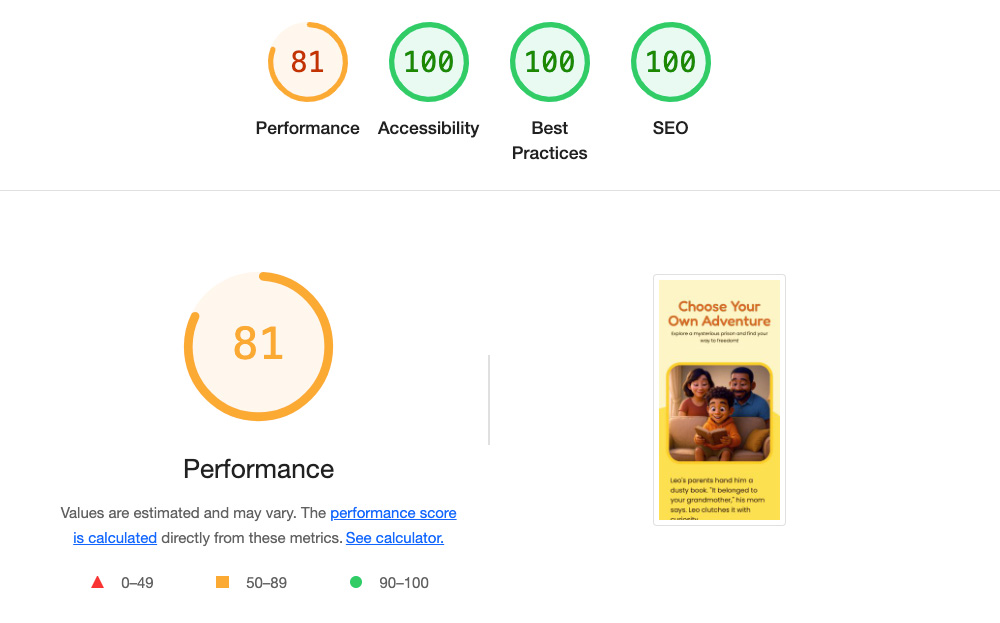 81
100
100
100
Performance
Accessibility
Best
Practices
SEO
81
Performance
Values are estimated and may vary. The performance score
is calculated directly from these metrics. See calculator.
0–49
50–89
90–100
Choose Your
Own Adventure
Explore a mysterious prison and find your
way to freedom!
Leo's parents hand him a
dusty book. "It belonged to
your grandmother," his mom
says. Leo clutches it with
curiosity.